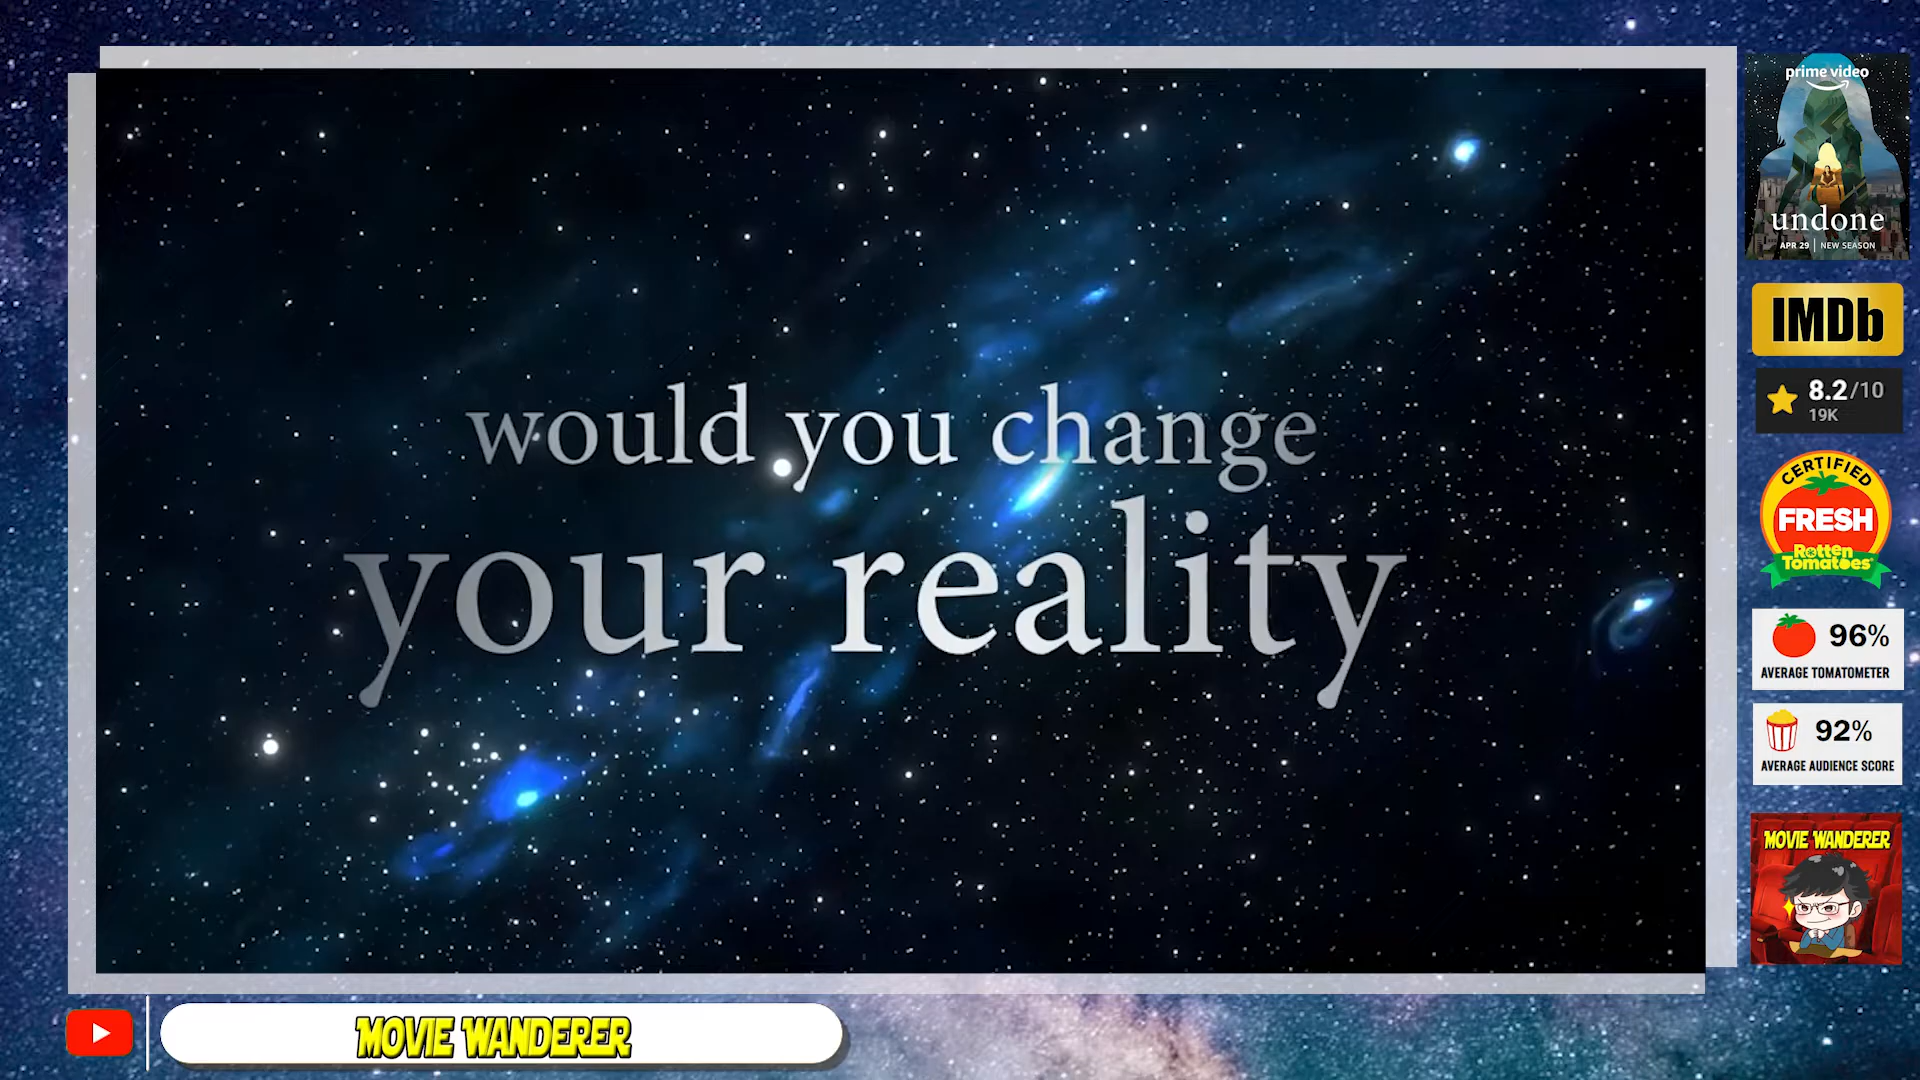 would you change
your reality
prime video
undone
APR 29 | NEW SEASON
IMDb
8.2/10
19K
CERTIFIED
FRESH
Rotten
Tomatoes
96%
AVERAGE TOMATOMETER
92%
AVERAGE AUDIENCE SCORE
MOVIE WANDERER
MOVIE WANDERER